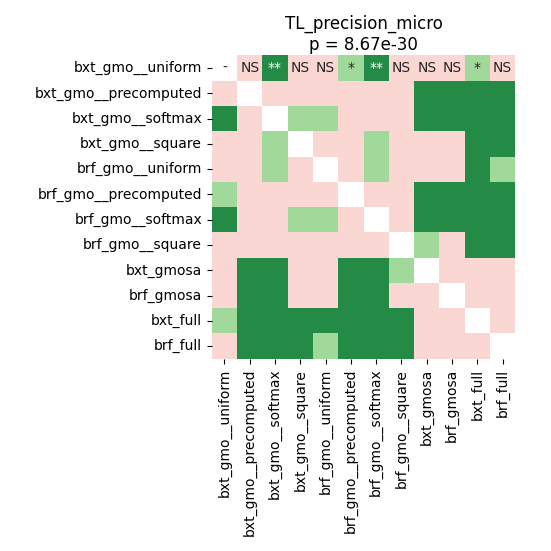 TL_precision_micro
p = 8.67e-30
bxt_gmo__uniform - NS ** NS NS * ** NS NS NS * NS
bxt_gmo__precomputed
bxt_gmo__softmax
bxt_gmo__square
brf_gmo__uniform
brf_gmo__precomputed
brf_gmo__softmax
brf_gmo__square
bxt_gmosa
brf_gmosa
bxt_full
brf_full
bxt_gmo__uniform
bxt_gmo__precomputed
bxt_gmo__softmax
bxt_gmo__square
brf_gmo__uniform
brf_gmo__precomputed
brf_gmo__softmax
brf_gmo__square
bxt_gmosa
brf_gmosa
bxt_full
brf_full